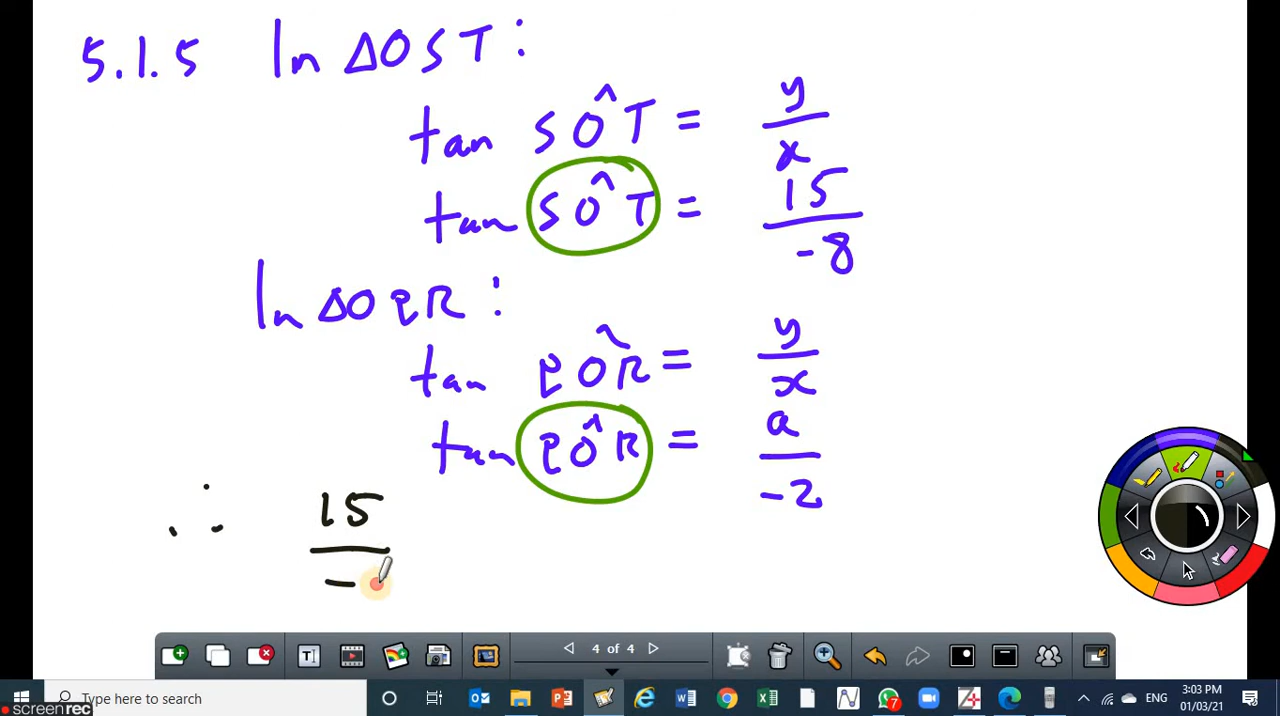 5.1.5 In ΔOST:
tan SÔT = y/x
tan SÔT = 15/-8
In ΔOPR:
tan PÔR = y/x
tan PÔR = a/-2
∴ 15/-
4 of 4
Type here to search
7
ENG
3:03 PM
01/03/21
screenrec